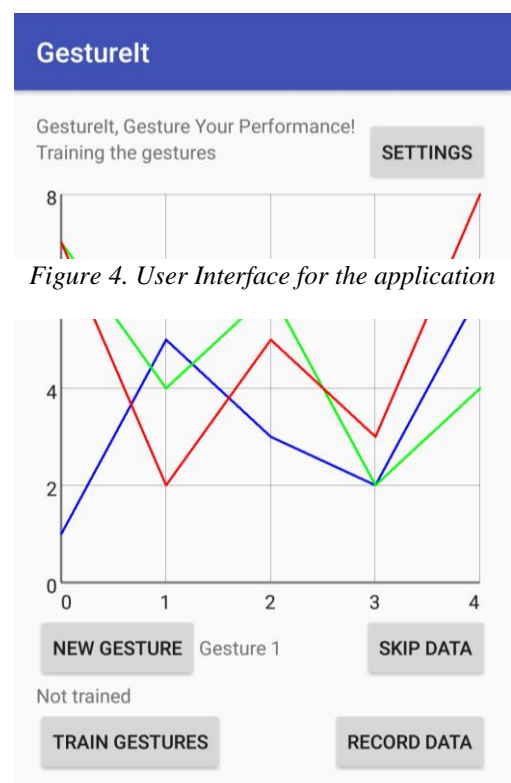 GestureIt
GestureIt, Gesture Your Performance!
Training the gestures
SETTINGS
8
Figure 4. User Interface for the application
4
2
0
0 1 2 3 4
NEW GESTURE Gesture 1 SKIP DATA
Not trained
TRAIN GESTURES RECORD DATA